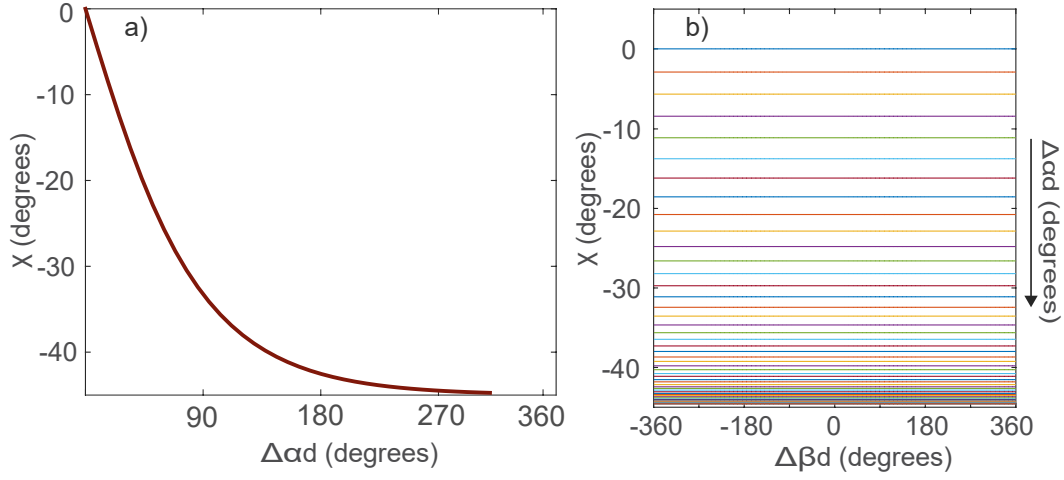 a)
0
-10
-20
-30
-40
χ (degrees)
90
180
270
360
Δαd (degrees)
b)
0
-10
-20
-30
-40
χ (degrees)
-360
-180
0
180
360
Δβd (degrees)
Δαd (degrees)